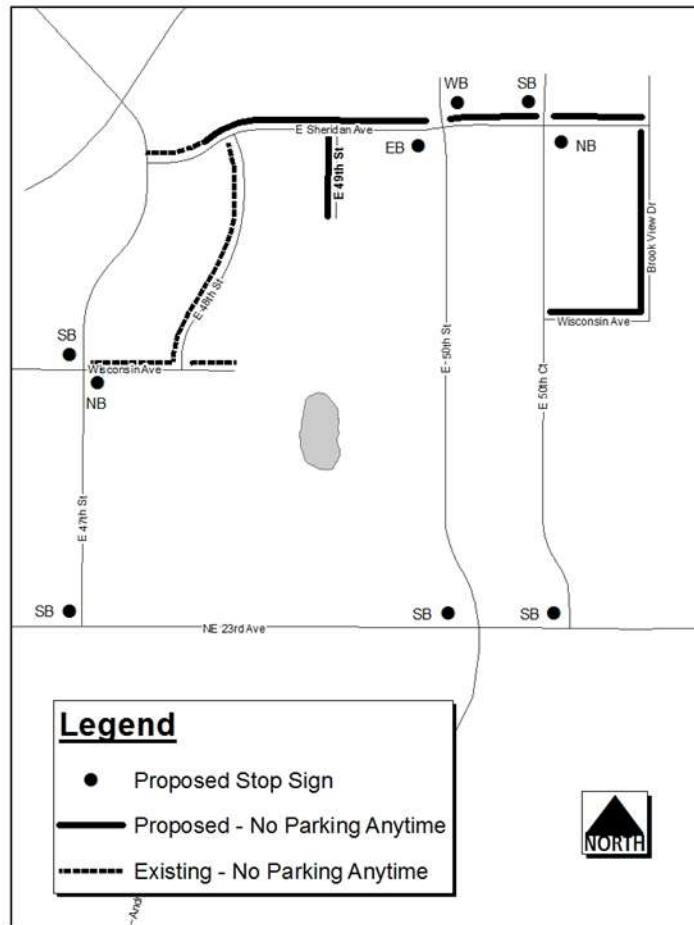 WB
SB
E Sheridan Ave
EB
NB
E 49th St
Brook View Dr
E 48th St
Wisconsin Ave
SB
Wisconsin Ave
NB
E 50th St
E 50th Ct
E 47th St
SB
SB
SB
NE 23rd Ave
Legend
Proposed Stop Sign
Proposed - No Parking Anytime
Existing - No Parking Anytime
NORTH